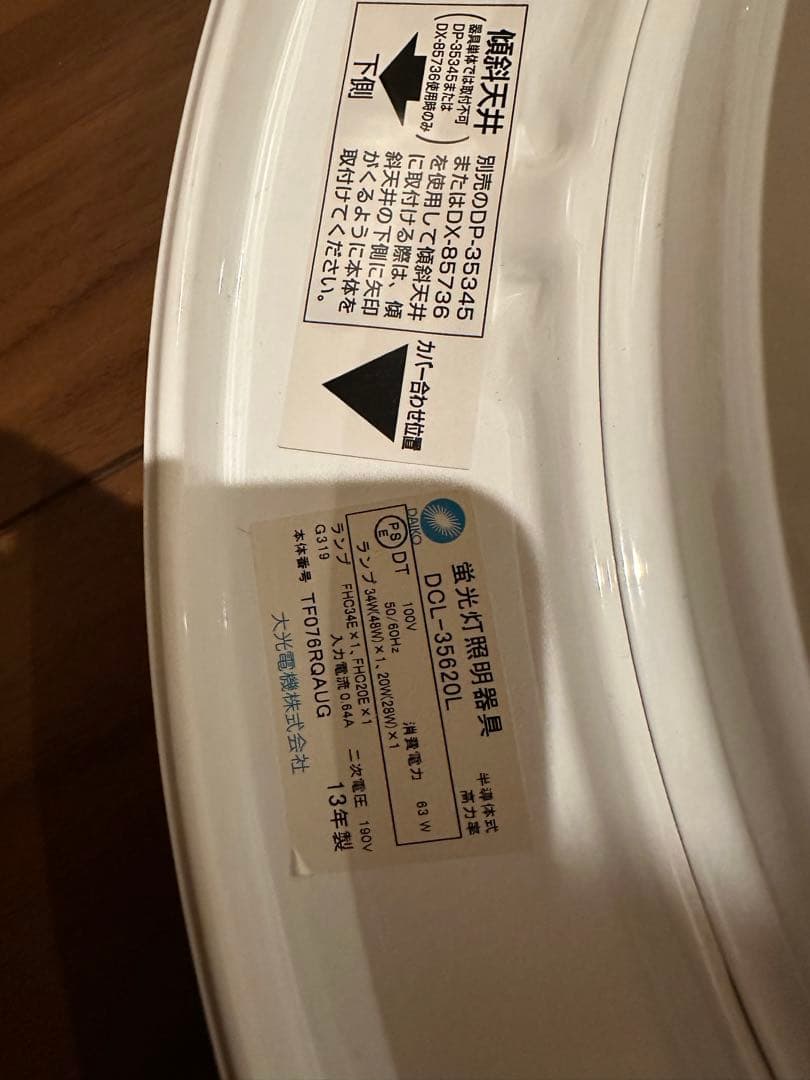 傾斜天井
(器具単体では取付不可
DP-35345または
DX-85736使用時のみ)
下側
別売のDP-35345
またはDX-85736
を使用して傾斜天井
に取付ける際は、傾
斜天井の下側に矢印
がくるように本体を
取付けてください。
カバー合わせ位置
DAIKO
蛍光灯照明器具
半導体式
高力率
DCL-35620L
PS
E
DT
100V
50/60Hz
消費電力 63 W
ランプ 34W(48W)×1、20W(28W)×1
ランプ FHC34E×1、FHC20E×1
G319
入力電流 0.64A 二次電圧 190V
本体番号 TF076RQAUG
13年製
大光電機株式会社